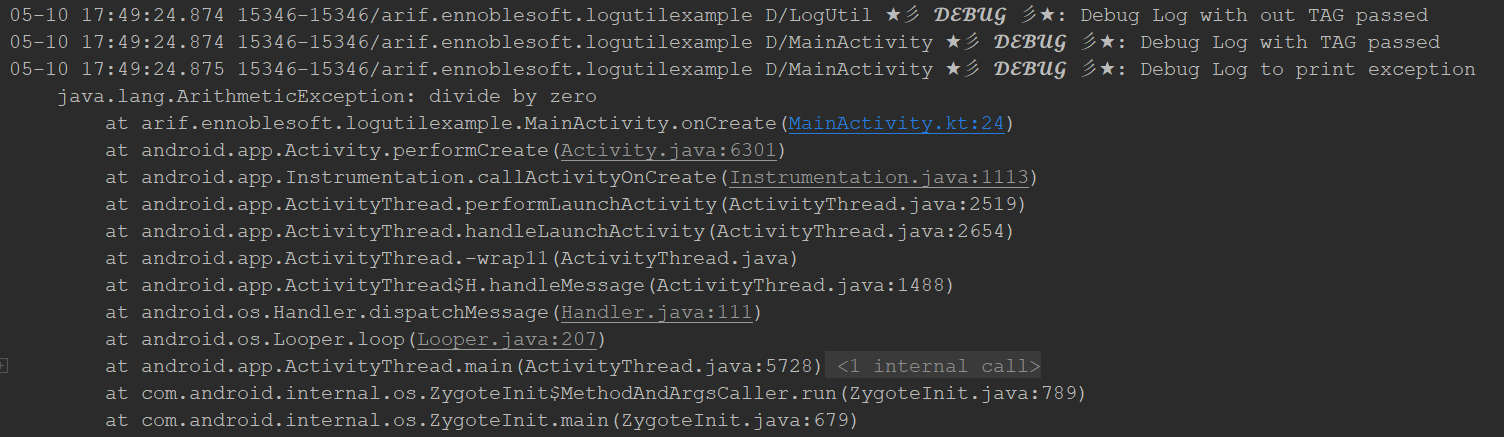 05-10 17:49:24.874 15346-15346/arif.ennoblesoft.logutilexample D/LogUtil ★彡 𝓓𝓔𝓑𝓤𝓖 彡★: Debug Log with out TAG passed
05-10 17:49:24.874 15346-15346/arif.ennoblesoft.logutilexample D/MainActivity ★彡 𝓓𝓔𝓑𝓤𝓖 彡★: Debug Log with TAG passed
05-10 17:49:24.875 15346-15346/arif.ennoblesoft.logutilexample D/MainActivity ★彡 𝓓𝓔𝓑𝓤𝓖 彡★: Debug Log to print exception
java.lang.ArithmeticException: divide by zero
at arif.ennoblesoft.logutilexample.MainActivity.onCreate(MainActivity.kt:24)
at android.app.Activity.performCreate(Activity.java:6301)
at android.app.Instrumentation.callActivityOnCreate(Instrumentation.java:1113)
at android.app.ActivityThread.performLaunchActivity(ActivityThread.java:2519)
at android.app.ActivityThread.handleLaunchActivity(ActivityThread.java:2654)
at android.app.ActivityThread.-wrap11(ActivityThread.java)
at android.app.ActivityThread$H.handleMessage(ActivityThread.java:1488)
at android.os.Handler.dispatchMessage(Handler.java:111)
at android.os.Looper.loop(Looper.java:207)
at android.app.ActivityThread.main(ActivityThread.java:5728) <1 internal call>
at com.android.internal.os.ZygoteInit$MethodAndArgsCaller.run(ZygoteInit.java:789)
at com.android.internal.os.ZygoteInit.main(ZygoteInit.java:679)